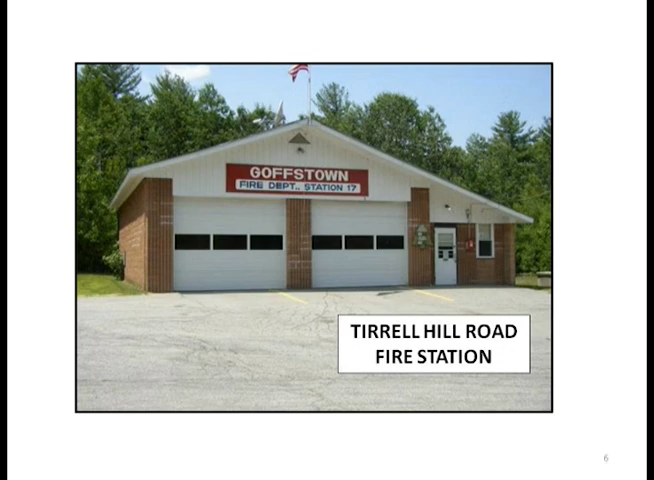 GOFFSTOWN
FIRE DEPT., STATION 17
TIRRELL HILL ROAD
FIRE STATION
6